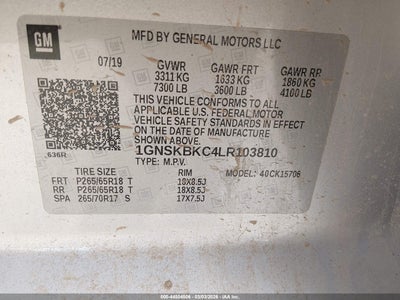 GM
MFD BY GENERAL MOTORS LLC
07/19 GVWR GAWR FRT GAWR RR
3311 KG 1633 KG 1860 KG
7300 LB 3600 LB 4100 LB
THIS VEHICLE CONFORMS TO ALL
APPLICABLE U.S. FEDERAL MOTOR
VEHICLE SAFETY STANDARDS IN
EFFECT ON THE DATE OF MANUFACTURE
SHOWN ABOVE.
636R 1GNSKBKC4LR103810
TYPE: M.P.V.
TIRE SIZE RIM MODEL: 40CK15706
FRT P265/65R18 T 18X8.5J
RR P265/65R18 T 18X8.5J
SPA 265/70R17 S 17X7.5J